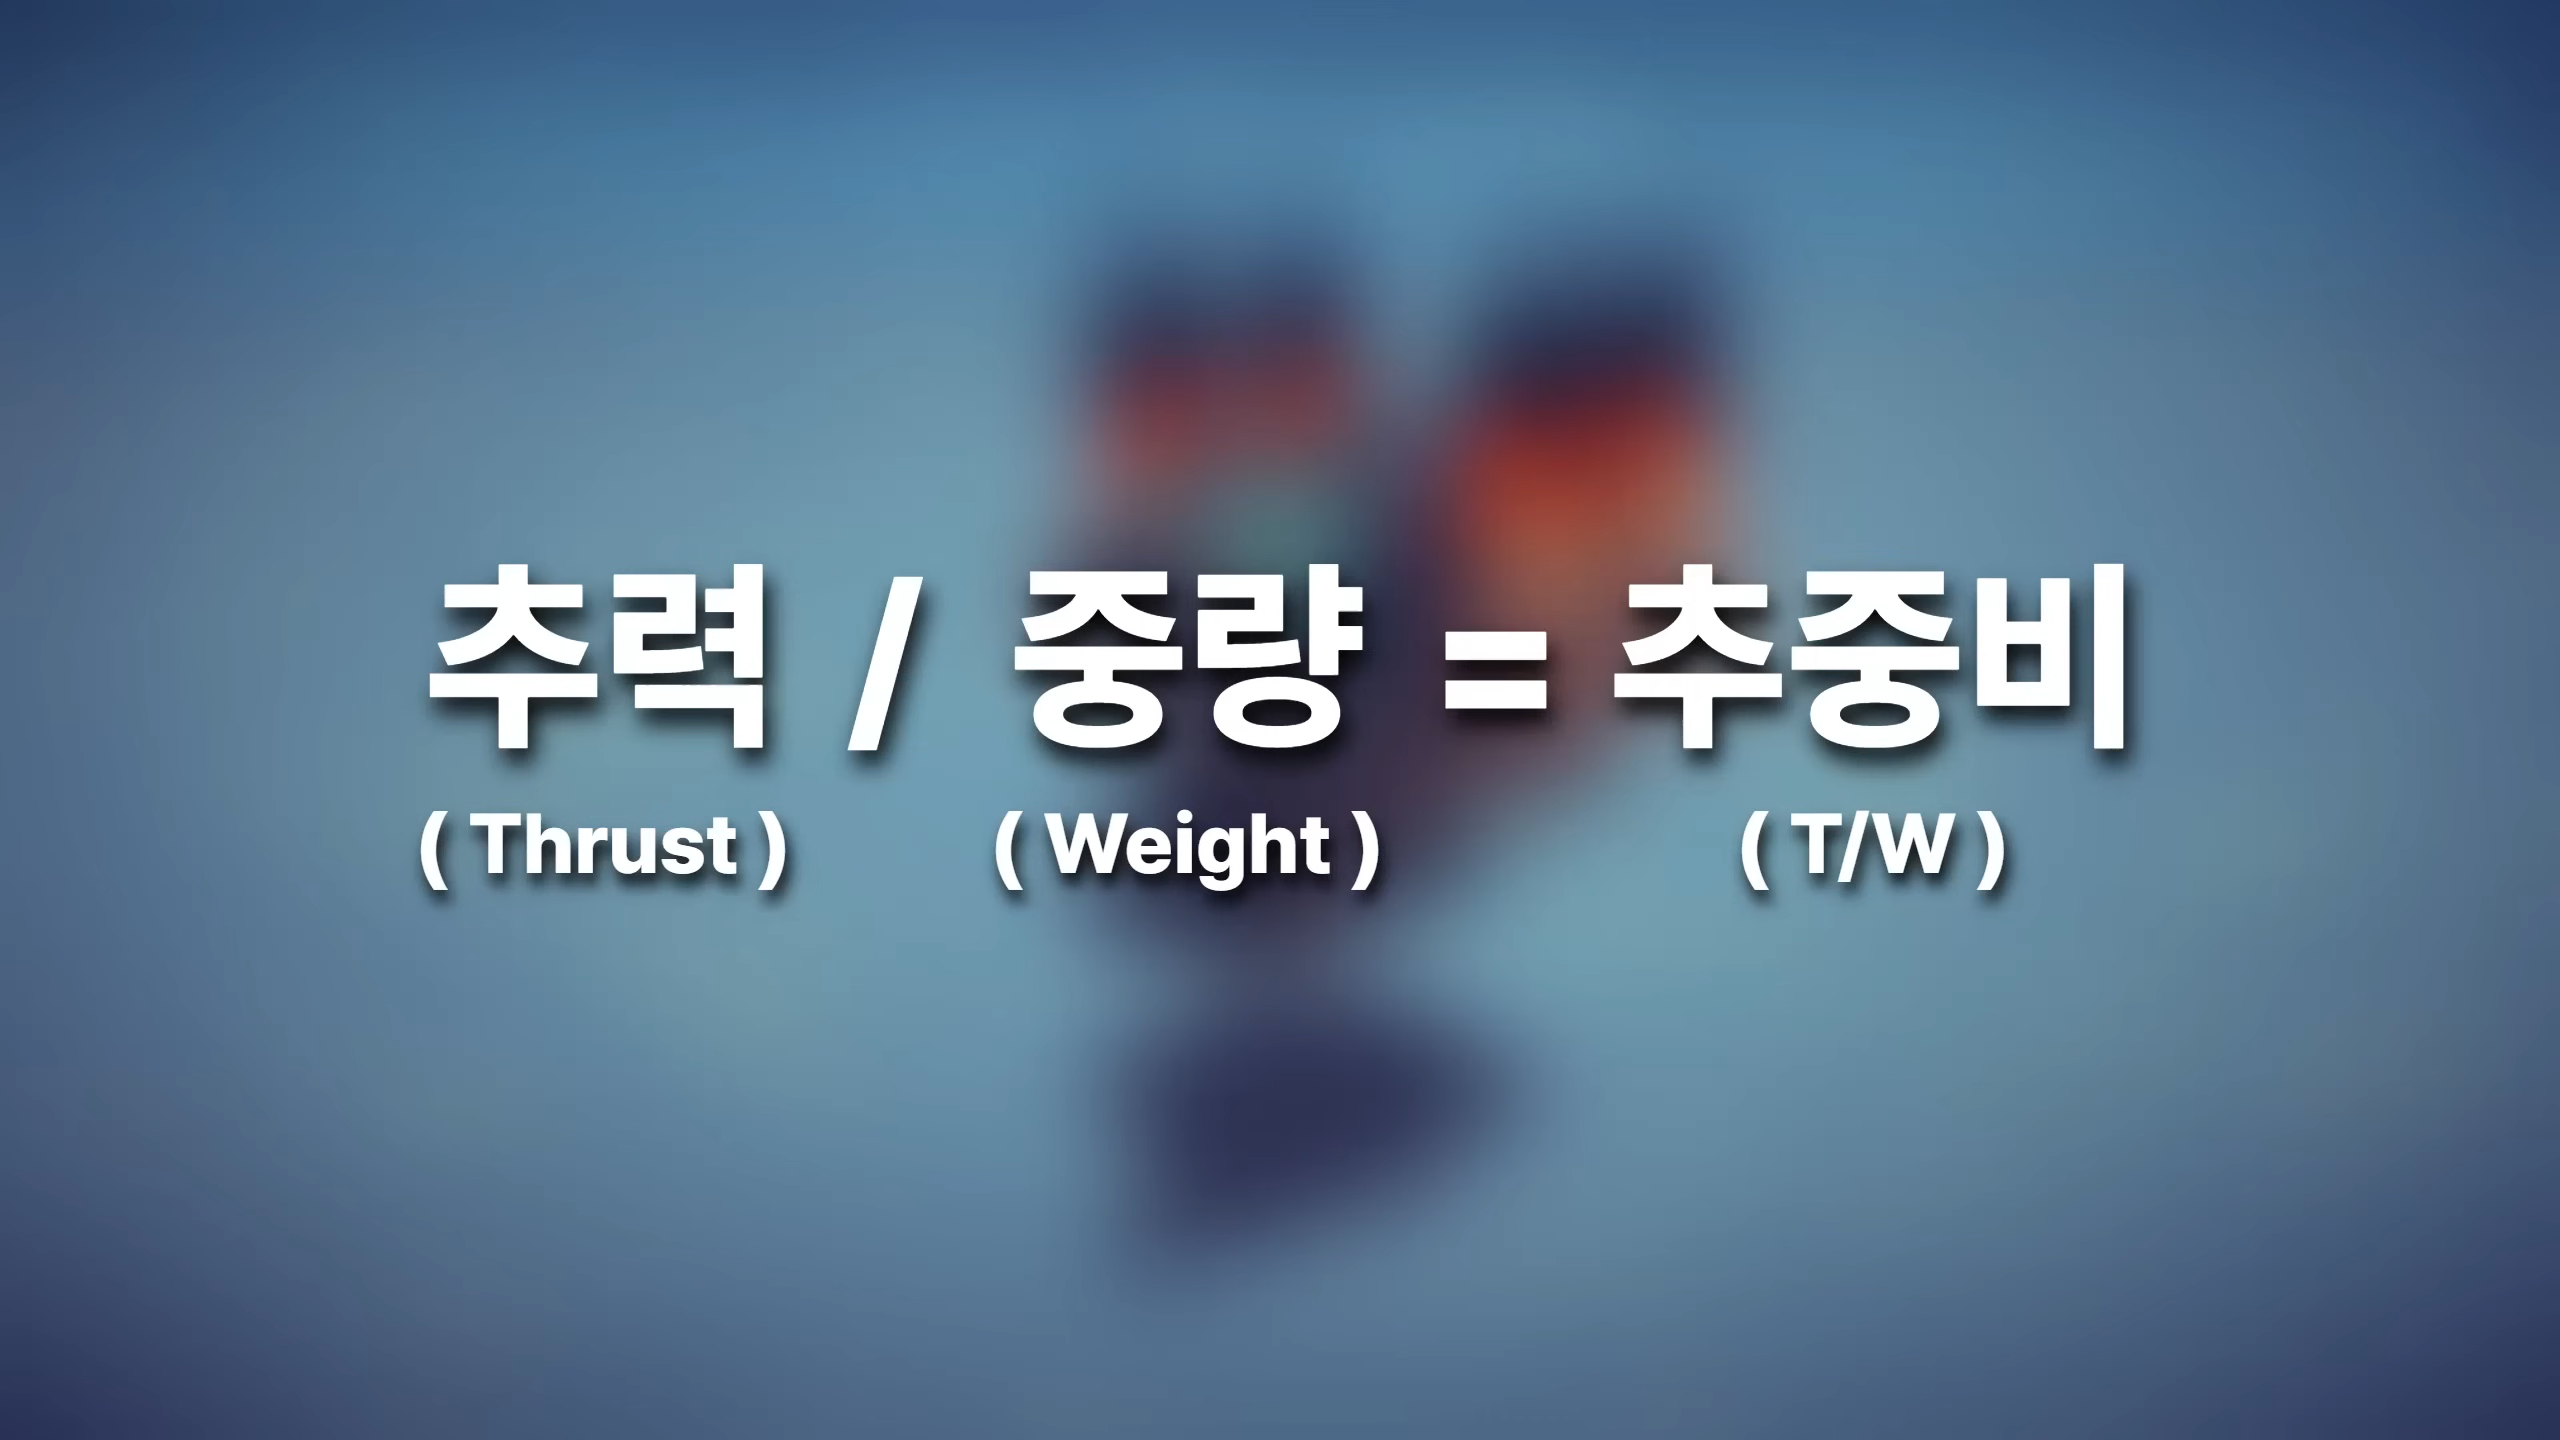 추력 / 중량 = 추중비
( Thrust ) ( Weight ) ( T/W )